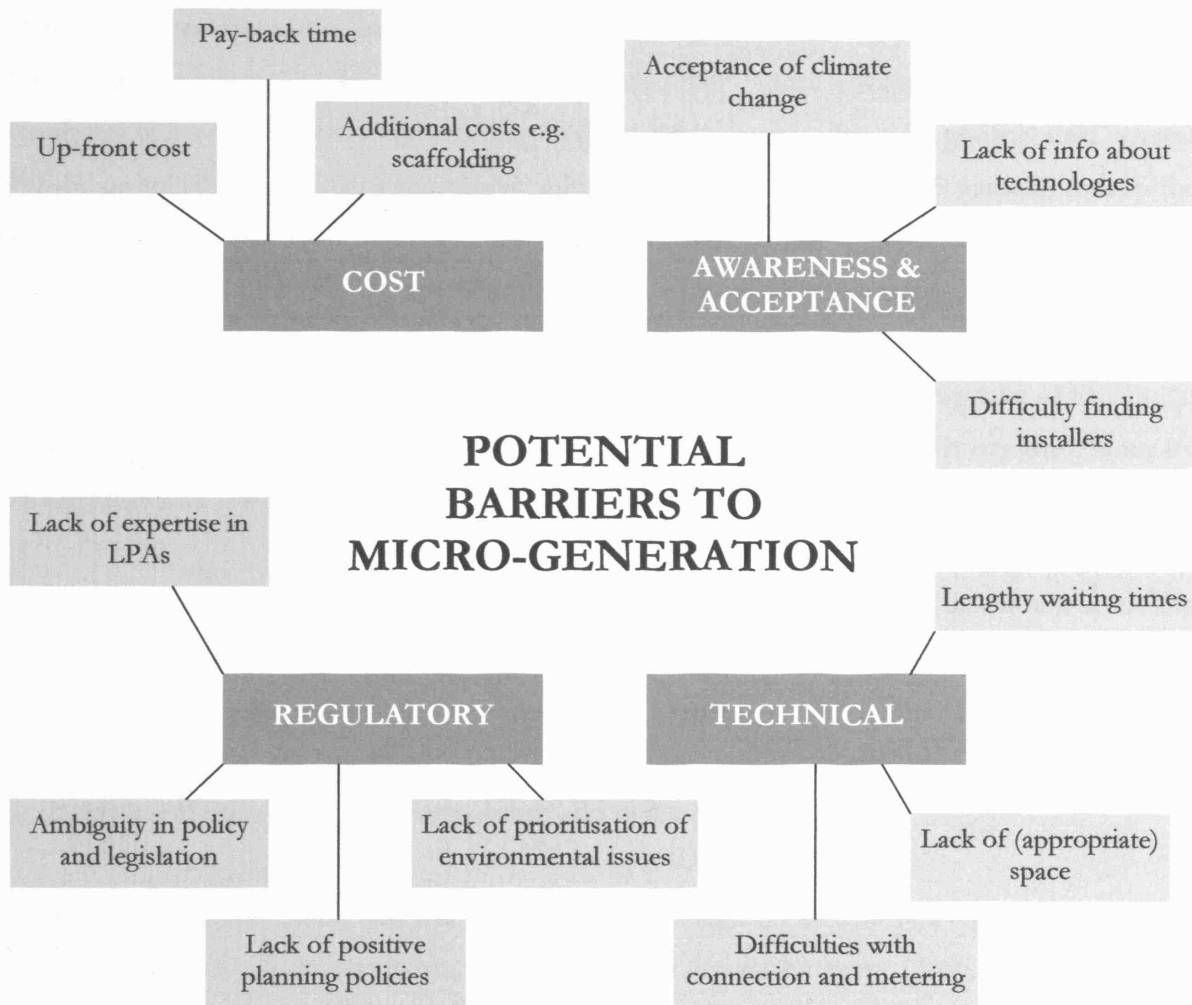 Pay-back time
Up-front cost
Additional costs e.g.
scaffolding
COST
Acceptance of climate
change
Lack of info about
technologies
AWARENESS &
ACCEPTANCE
Difficulty finding
installers
POTENTIAL
BARRIERS TO
MICRO-GENERATION
Lack of expertise in
LPAs
REGULATORY
Ambiguity in policy
and legislation
Lack of positive
planning policies
Lack of prioritisation of
environmental issues
Lengthy waiting times
TECHNICAL
Lack of (appropriate)
space
Difficulties with
connection and metering